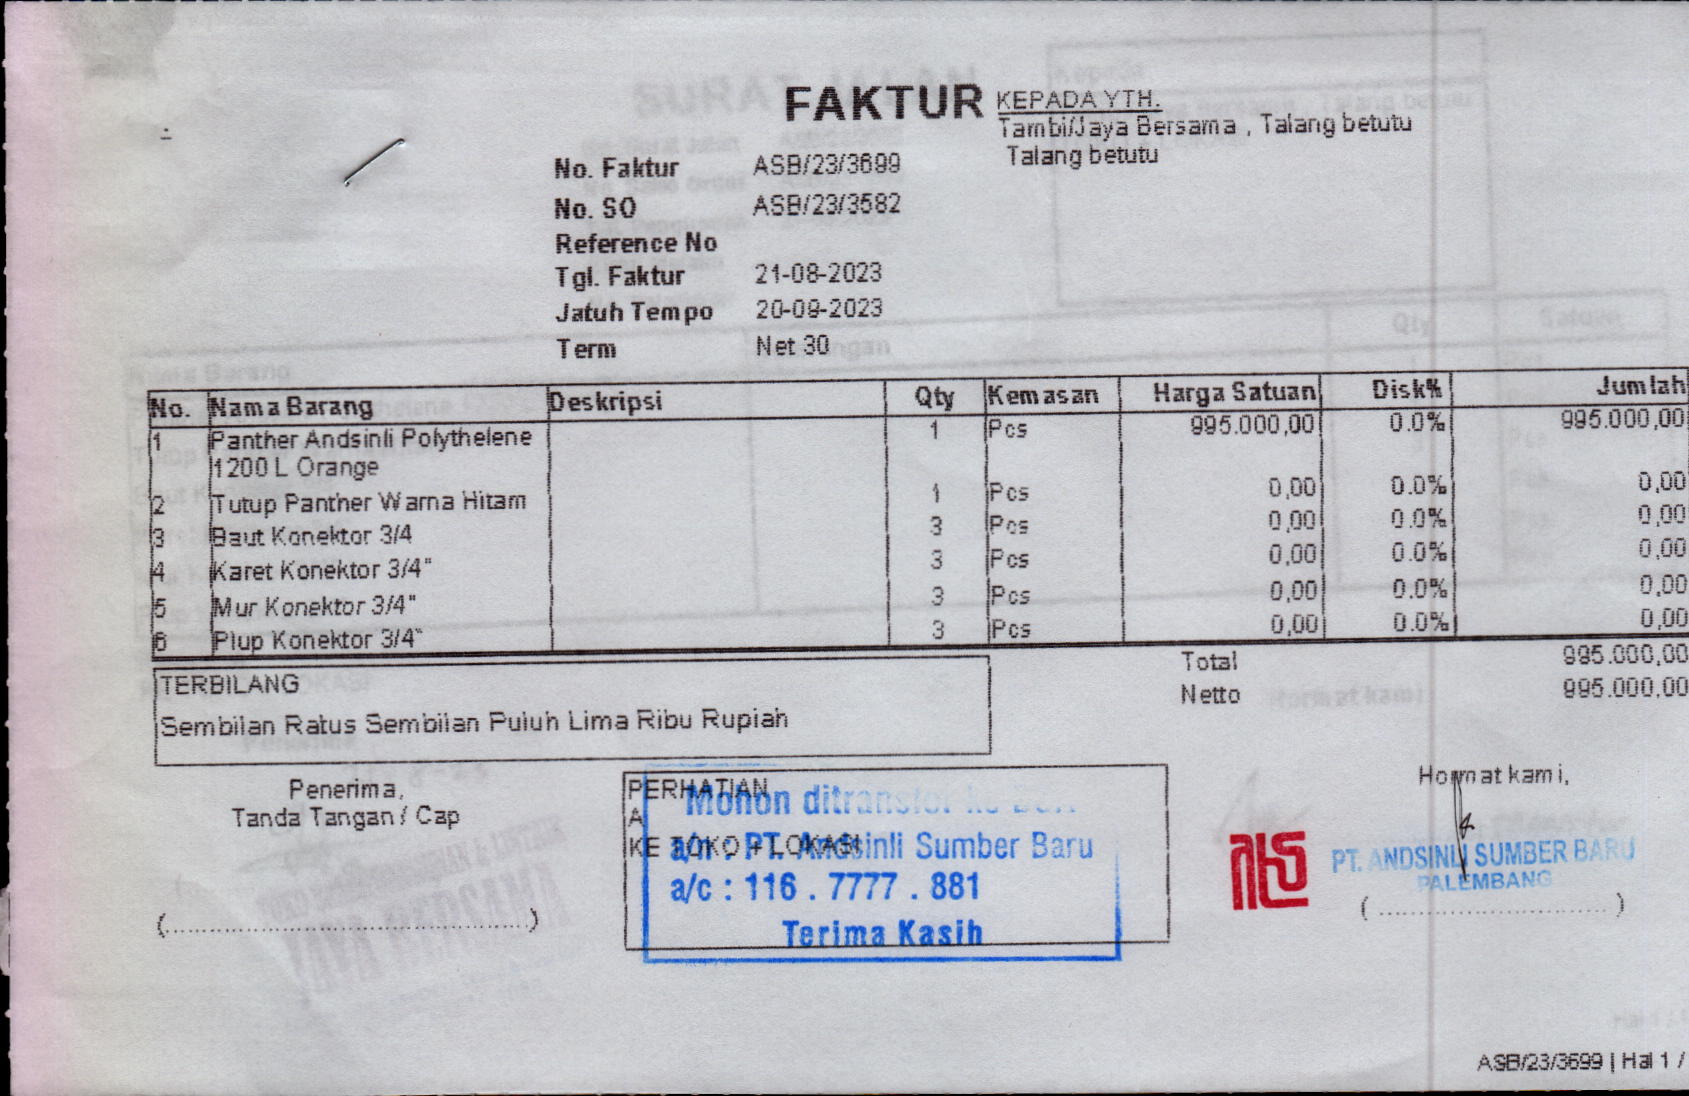 FAKTUR
KEPADA YTH.
Tambi/Jaya Bersama , Talang betutu
Talang betutu
No. Faktur ASB/23/3699
No. SO ASB/23/3582
Reference No
Tgl. Faktur 21-08-2023
Jatuh Tempo 20-09-2023
Term Net 30
No. Nama Barang Deskripsi Qty Kemasan Harga Satuan Disk% Jumlah
1 Panther Andsinli Polythelene 1 Pcs 995.000,00 0.0% 995.000,00
1200 L Orange
2 Tutup Panther Warna Hitam 1 Pcs 0,00 0.0% 0,00
3 Baut Konektor 3/4 3 Pcs 0,00 0.0% 0,00
4 Karet Konektor 3/4" 3 Pcs 0,00 0.0% 0,00
5 Mur Konektor 3/4" 3 Pcs 0,00 0.0% 0,00
6 Plup Konektor 3/4" 3 Pcs 0,00 0.0% 0,00
Total 995.000,00
Netto 995.000,00
TERBILANG
Sembilan Ratus Sembilan Puluh Lima Ribu Rupiah
Penerima,
Tanda Tangan / Cap
(................................)
PERHATIAN
A
KE TOKO + LOKASI
Mohon ditransfer ke
a/n : PT. Andsinli Sumber Baru
a/c : 116 . 7777 . 881
Terima Kasih
Hormat kami,
PT. ANDSINLI SUMBER BARU
PALEMBANG
(................................)
ASB/23/3699 | Hal 1 /